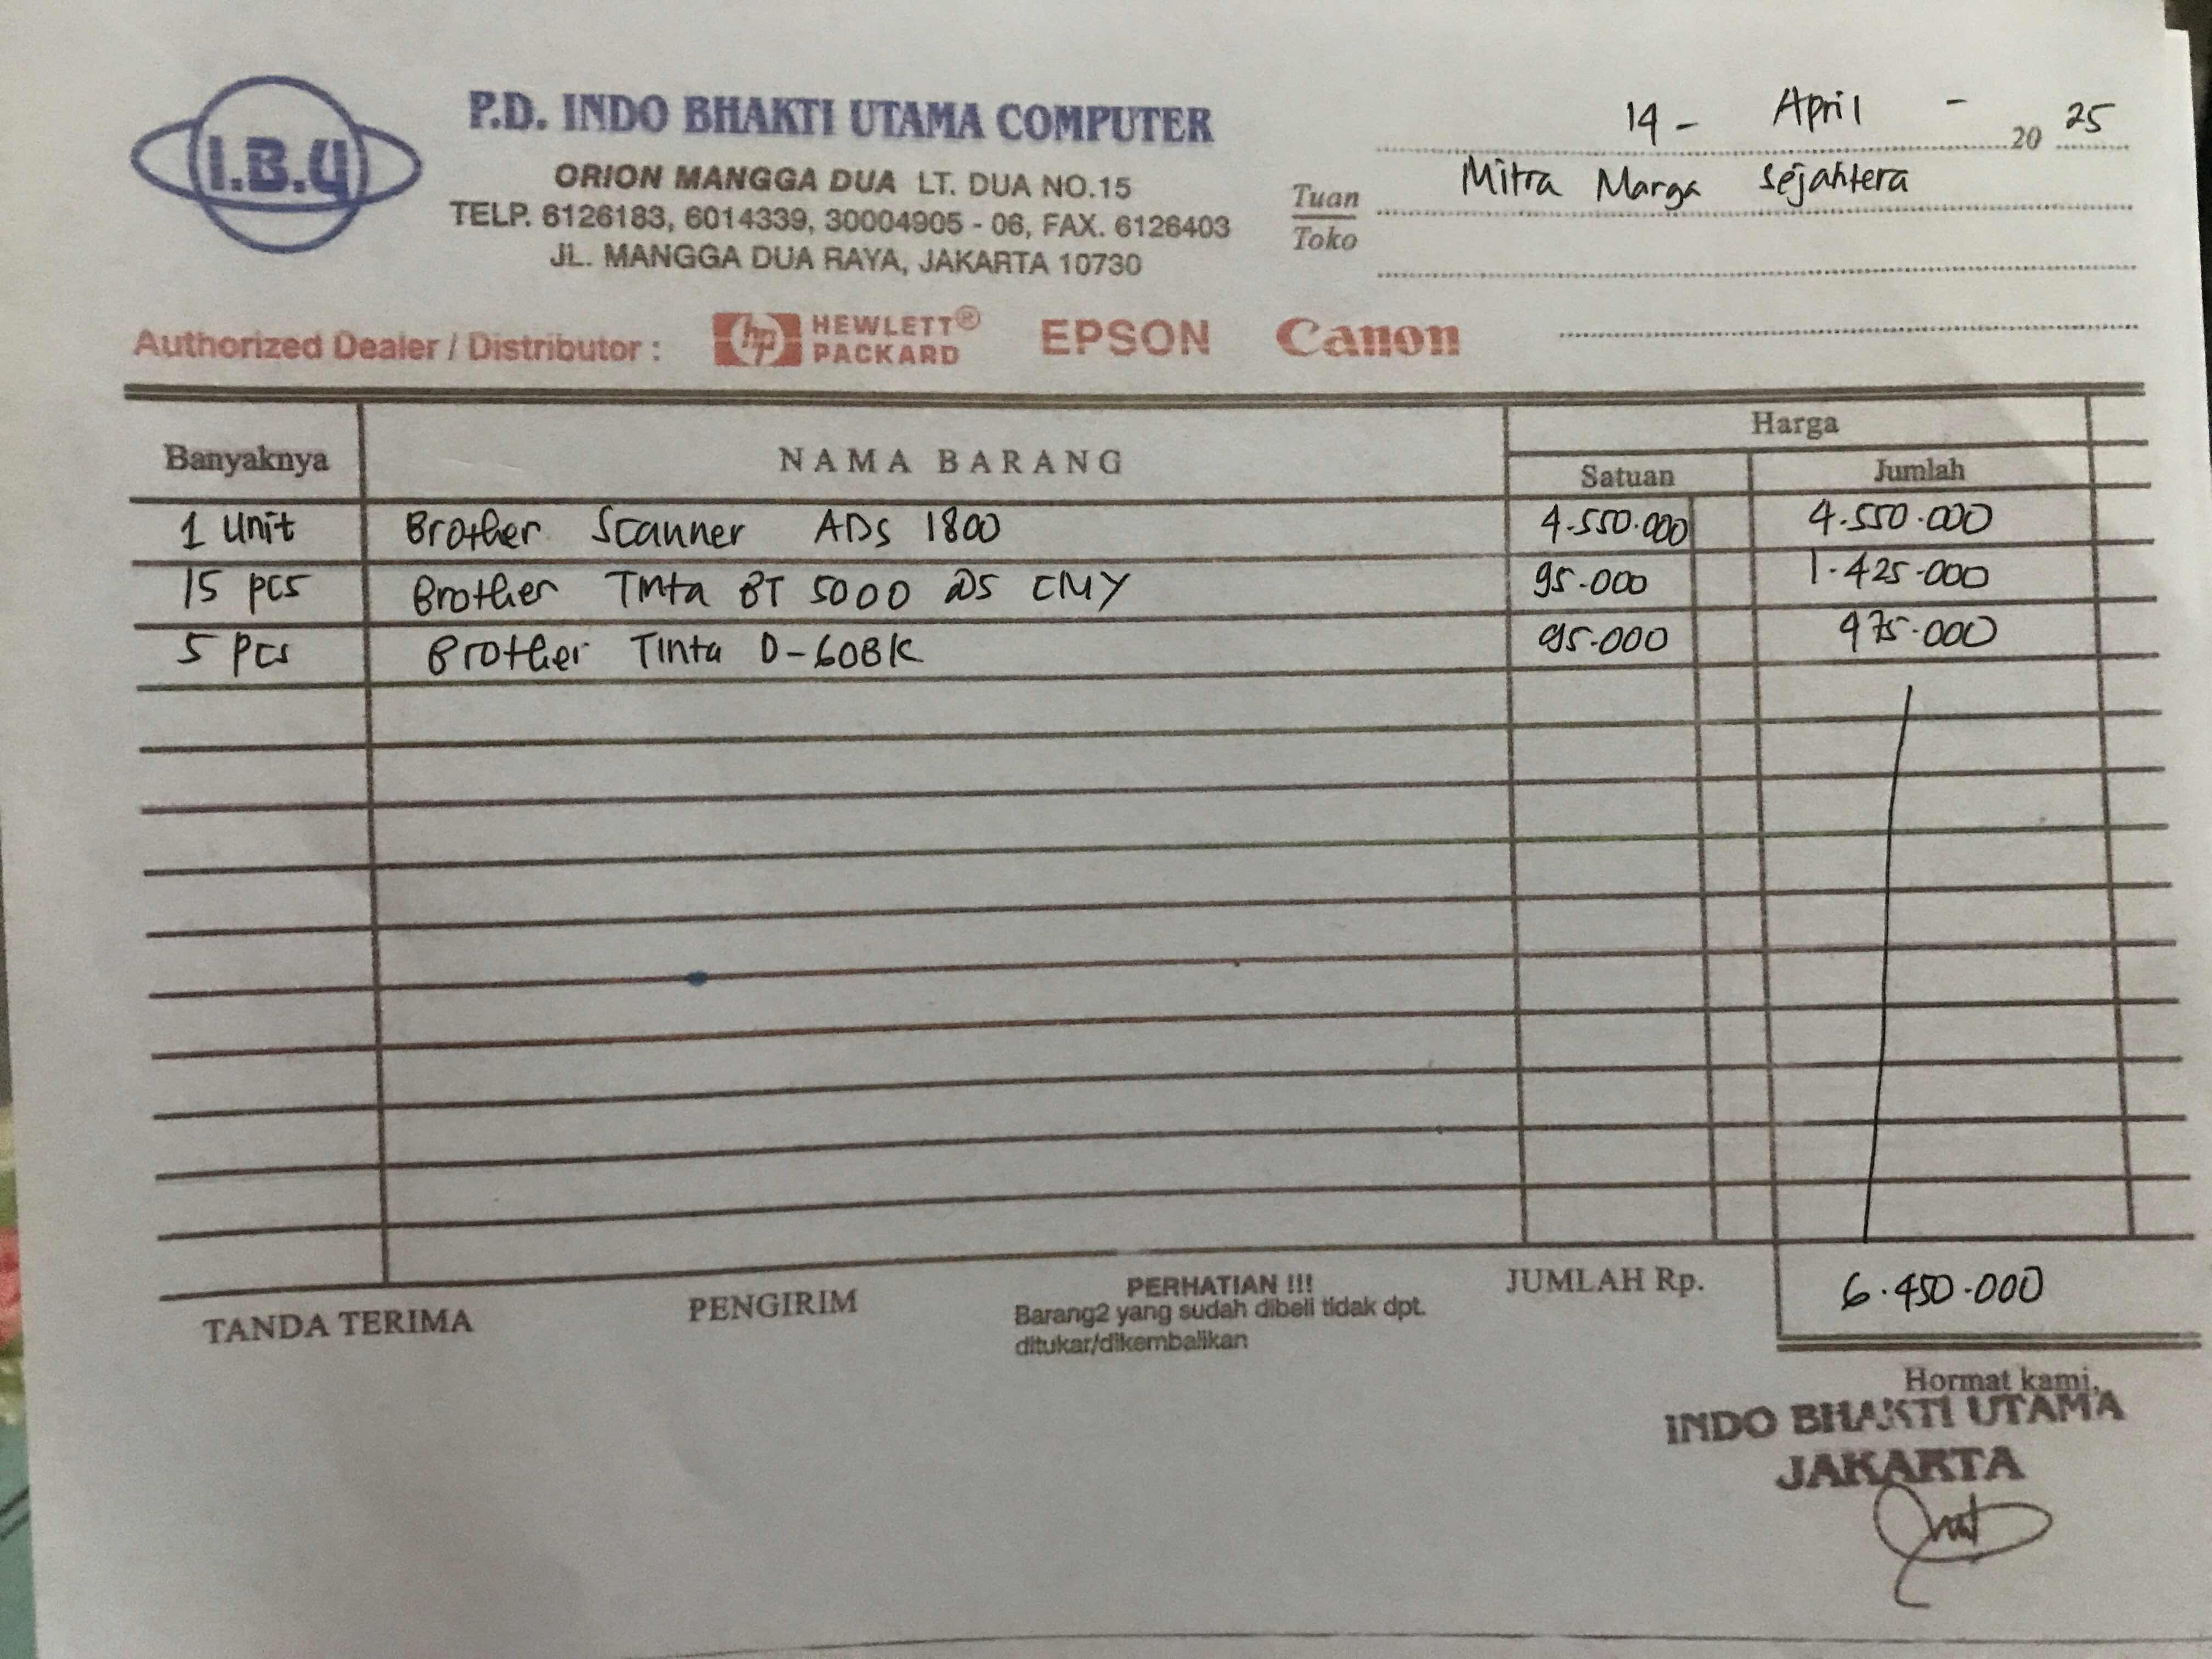 I.B.U
P.D. INDO BHAKTI UTAMA COMPUTER
ORION MANGGA DUA LT. DUA NO.15
TELP. 6126183, 6014339, 30004905 - 06, FAX. 6126403
JL. MANGGA DUA RAYA, JAKARTA 10730
14 - April - 20 25
Tuan Mitra Marga Sejahtera
Toko
Authorized Dealer / Distributor : hp HEWLETT® PACKARD EPSON Canon
Banyaknya NAMA BARANG Harga
Satuan Jumlah
1 Unit Brother Scanner ADS 1800 4.550.000 4.550.000
15 pcs Brother Tinta BT 5000 @5 CMY 95.000 1.425.000
5 pcs Brother Tinta D-60BK 95.000 475.000
TANDA TERIMA PENGIRIM PERHATIAN !!! JUMLAH Rp. 6.450.000
Barang2 yang sudah dibeli tidak dpt.
ditukar/dikembalikan
Hormat kami,
INDO BHAKTI UTAMA
JAKARTA